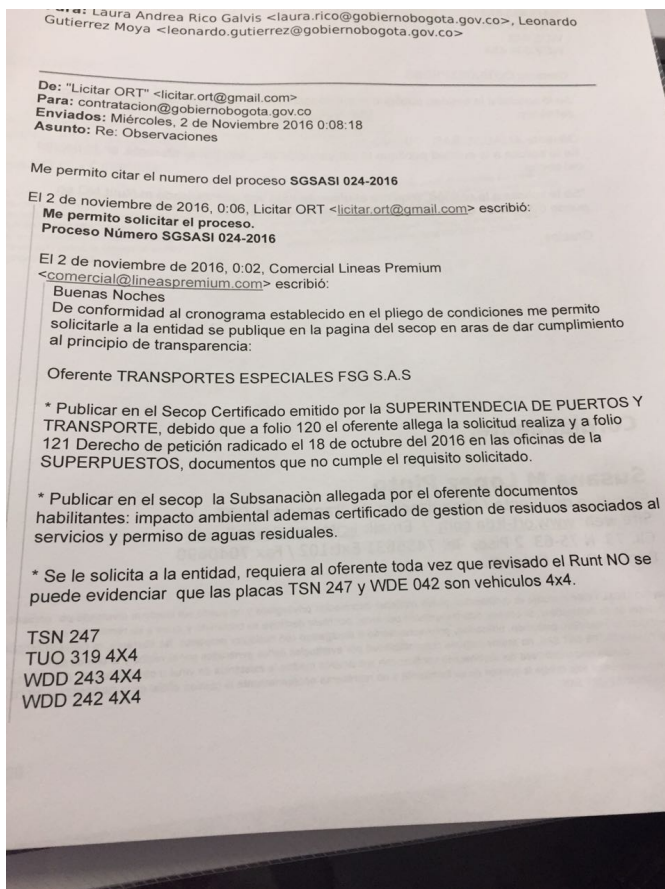 Para: Laura Andrea Rico Galvis <laura.rico@gobiernobogota.gov.co>, Leonardo
Gutierrez Moya <leonardo.gutierrez@gobiernobogota.gov.co>
De: "Licitar ORT" <licitar.ort@gmail.com>
Para: contratacion@gobiernobogota.gov.co
Enviados: Miércoles, 2 de Noviembre 2016 0:08:18
Asunto: Re: Observaciones
Me permito citar el numero del proceso SGSASI 024-2016
El 2 de noviembre de 2016, 0:06, Licitar ORT <licitar.ort@gmail.com> escribió:
Me permito solicitar el proceso.
Proceso Número SGSASI 024-2016
El 2 de noviembre de 2016, 0:02, Comercial Lineas Premium
<comercial@lineaspremium.com> escribió:
Buenas Noches
De conformidad al cronograma establecido en el pliego de condiciones me permito
solicitarle a la entidad se publique en la pagina del secop en aras de dar cumplimiento
al principio de transparencia:
Oferente TRANSPORTES ESPECIALES FSG S.A.S
* Publicar en el Secop Certificado emitido por la SUPERINTENDECIA DE PUERTOS Y
TRANSPORTE, debido que a folio 120 el oferente allega la solicitud realiza y a folio
121 Derecho de petición radicado el 18 de octubre del 2016 en las oficinas de la
SUPERPUESTOS, documentos que no cumple el requisito solicitado.
* Publicar en el secop la Subsanaciòn allegada por el oferente documentos
habilitantes: impacto ambiental ademas certificado de gestion de residuos asociados al
servicios y permiso de aguas residuales.
* Se le solicita a la entidad, requiera al oferente toda vez que revisado el Runt NO se
puede evidenciar que las placas TSN 247 y WDE 042 son vehiculos 4x4.
TSN 247
TUO 319 4X4
WDD 243 4X4
WDD 242 4X4